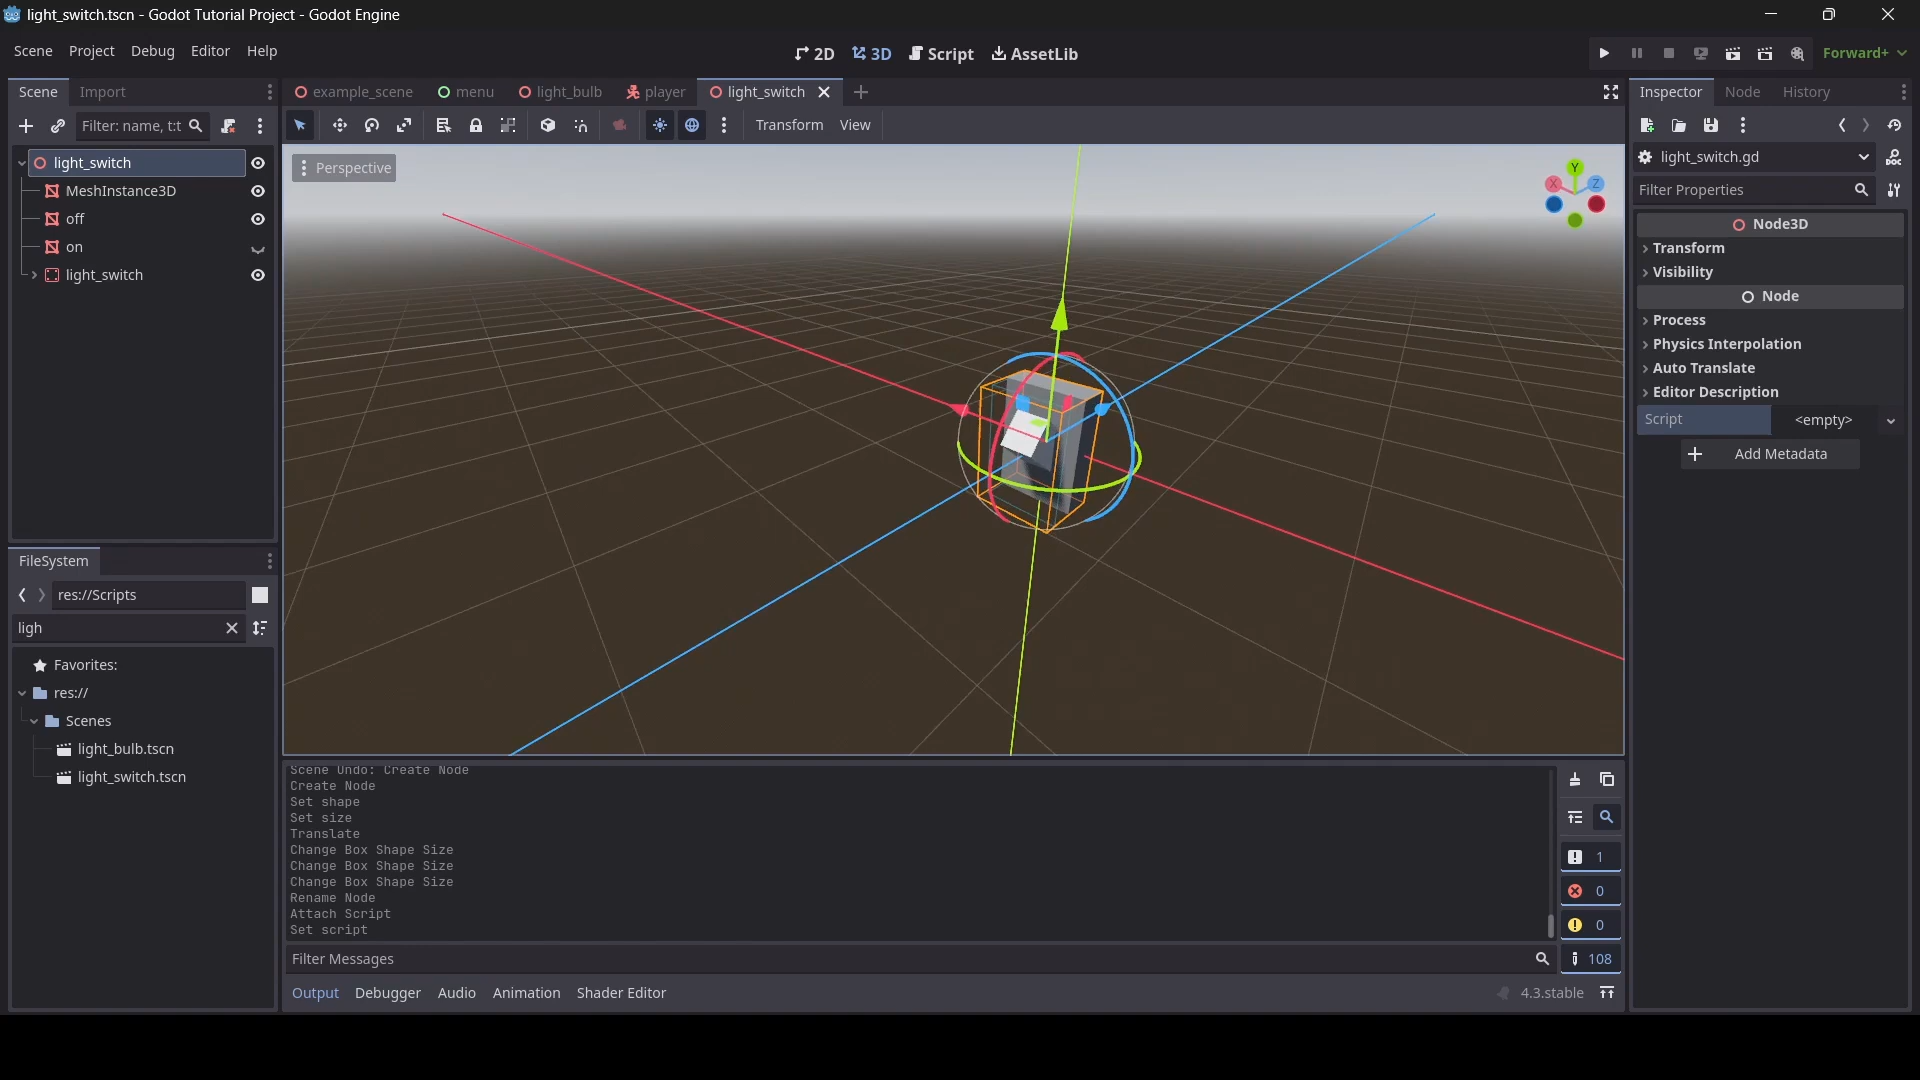 light_switch.tscn - Godot Tutorial Project - Godot Engine
Scene Project Debug Editor Help
2D 3D Script AssetLib
Forward+
Scene Import
Filter: name, t:t
light_switch
MeshInstance3D
off
on
light_switch
FileSystem
res://Scripts
ligh
Favorites:
res://
Scenes
light_bulb.tscn
light_switch.tscn
example_scene menu light_bulb player light_switch
Transform View
Perspective
Y
X
Z
Scene Undo: Create Node
Create Node
Set shape
Set size
Translate
Change Box Shape Size
Change Box Shape Size
Change Box Shape Size
Rename Node
Attach Script
Set script
Filter Messages
1
0
0
108
Output Debugger Audio Animation Shader Editor
4.3.stable
Inspector Node History
light_switch.gd
Filter Properties
Node3D
Transform
Visibility
Node
Process
Physics Interpolation
Auto Translate
Editor Description
Script <empty>
Add Metadata